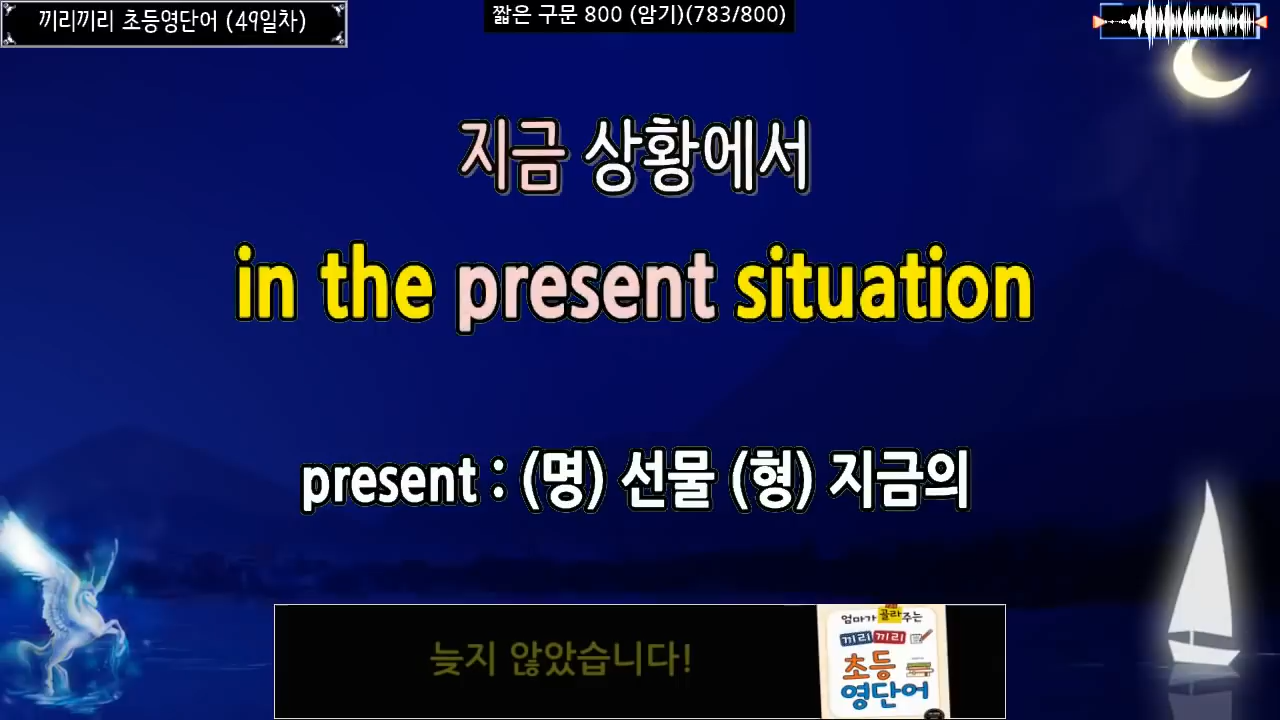 끼리끼리 초등영단어 (49일차)
짧은 구문 800 (암기)(783/800)
지금 상황에서
in the present situation
present : (명) 선물 (형) 지금의
늦지 않았습니다!
엄마가 골라주는
끼리끼리
초등
영단어